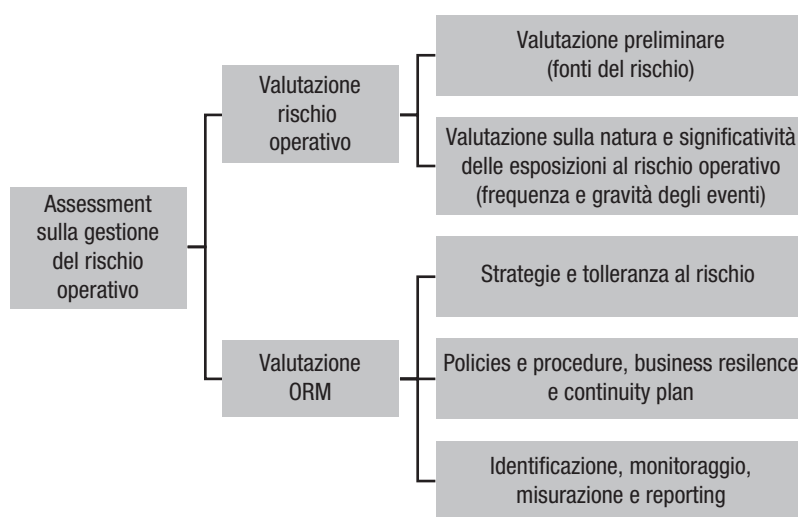 Assessment
sulla gestione
del rischio
operativo
Valutazione
rischio
operativo
Valutazione preliminare
(fonti del rischio)
Valutazione sulla natura e significatività
delle esposizioni al rischio operativo
(frequenza e gravità degli eventi)
Valutazione
ORM
Strategie e tolleranza al rischio
Policies e procedure, business resilence
e continuity plan
Identificazione, monitoraggio,
misurazione e reporting